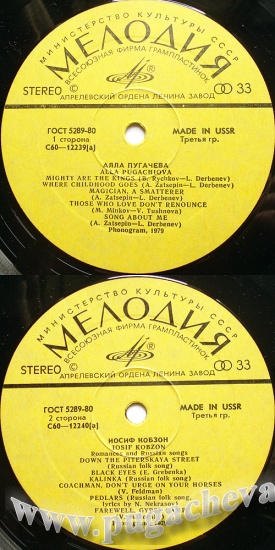 МИНИСТЕРСТВО КУЛЬТУРЫ СССР
МЕЛОДИЯ
ВСЕСОЮЗНАЯ ФИРМА ГРАМПЛАСТИНОК
STEREO 33
АПРЕЛЕВСКИЙ ОРДЕНА ЛЕНИНА ЗАВОД
ГОСТ 5289-80 MADE IN USSR
1 сторона Третья гр.
С60—12239(а)
АЛЛА ПУГАЧЕВА
ALLA PUGACHOVA
MIGHTY ARE THE KINGS (B. Rychkov—L. Derbenev)
WHERE CHILDHOOD GOES (A. Zatsepin—L. Derbenev)
MAGICIAN, A SMATTERER
(A. Zatsepin—L. Derbenev)
THOSE WHO LOVE DON'T RENOUNCE
(M. Minkov—V. Tushnova)
SONG ABOUT ME
(A. Zatsepin—L. Derbenev)
Phonogram, 1979
МИНИСТЕРСТВО КУЛЬТУРЫ СССР
МЕЛОДИЯ
ВСЕСОЮЗНАЯ ФИРМА ГРАМПЛАСТИНОК
STEREO 33
АПРЕЛЕВСКИЙ ОРДЕНА ЛЕНИНА ЗАВОД
ГОСТ 5289-80 MADE IN USSR
2 сторона Третья гр.
С60—12240(а)
ИОСИФ КОБЗОН
IOSIF KOBZON
Romances and Russian songs
DOWN THE PITERSKAYA STREET
(Russian folk song)
BLACK EYES (E. Grebenka)
KALINKA (Russian folk song)
COACHMAN, DON'T URGE ON YOUR HORSES
(V. Feldman)
PEDLARS (Russian folk song,
lyrics by N. Nekrasov)
FAREWELL, GYPSY
www.pugacheva